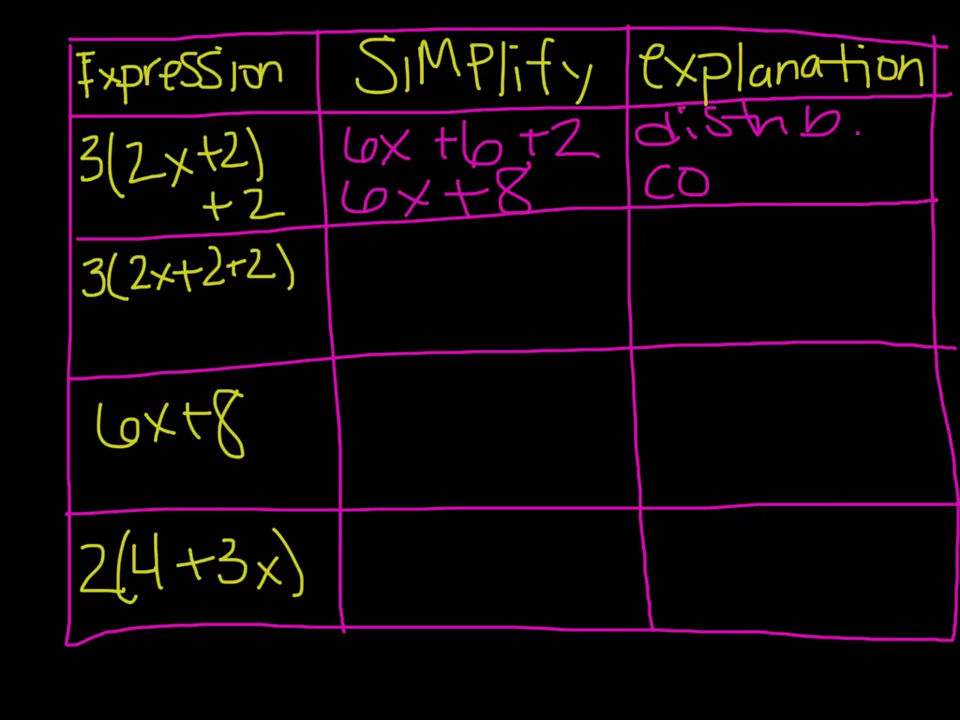 Expression SiMPlify explanation
3(2x+2) 6x +6 +2 distrib.
+2 6x +8 co
3(2x+2+2)
6x+8
2(4+3x)